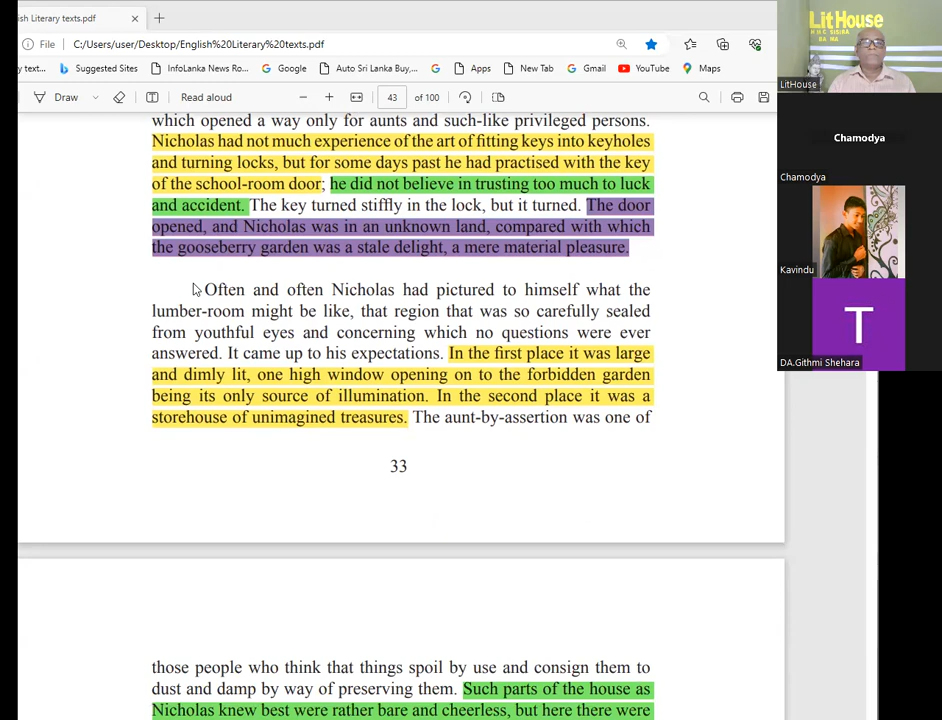 sh Literary texts.pdf
File
C:/Users/user/Desktop/English%20Literary%20texts.pdf
y text...
Suggested Sites
InfoLanka News Ro...
Google
Auto Sri Lanka Buy,...
Apps
New Tab
Gmail
YouTube
Maps
Draw
Read aloud
43 of 100
which opened a way only for aunts and such-like privileged persons.
Nicholas had not much experience of the art of fitting keys into keyholes
and turning locks, but for some days past he had practised with the key
of the school-room door; he did not believe in trusting too much to luck
and accident. The key turned stiffly in the lock, but it turned. The door
opened, and Nicholas was in an unknown land, compared with which
the gooseberry garden was a stale delight, a mere material pleasure.
Often and often Nicholas had pictured to himself what the
lumber-room might be like, that region that was so carefully sealed
from youthful eyes and concerning which no questions were ever
answered. It came up to his expectations. In the first place it was large
and dimly lit, one high window opening on to the forbidden garden
being its only source of illumination. In the second place it was a
storehouse of unimagined treasures. The aunt-by-assertion was one of
33
those people who think that things spoil by use and consign them to
dust and damp by way of preserving them. Such parts of the house as
Nicholas knew best were rather bare and cheerless, but here there were
LitHouse
LitHouse
Chamodya
Chamodya
Kavindu
T
DA.Githmi Shehara